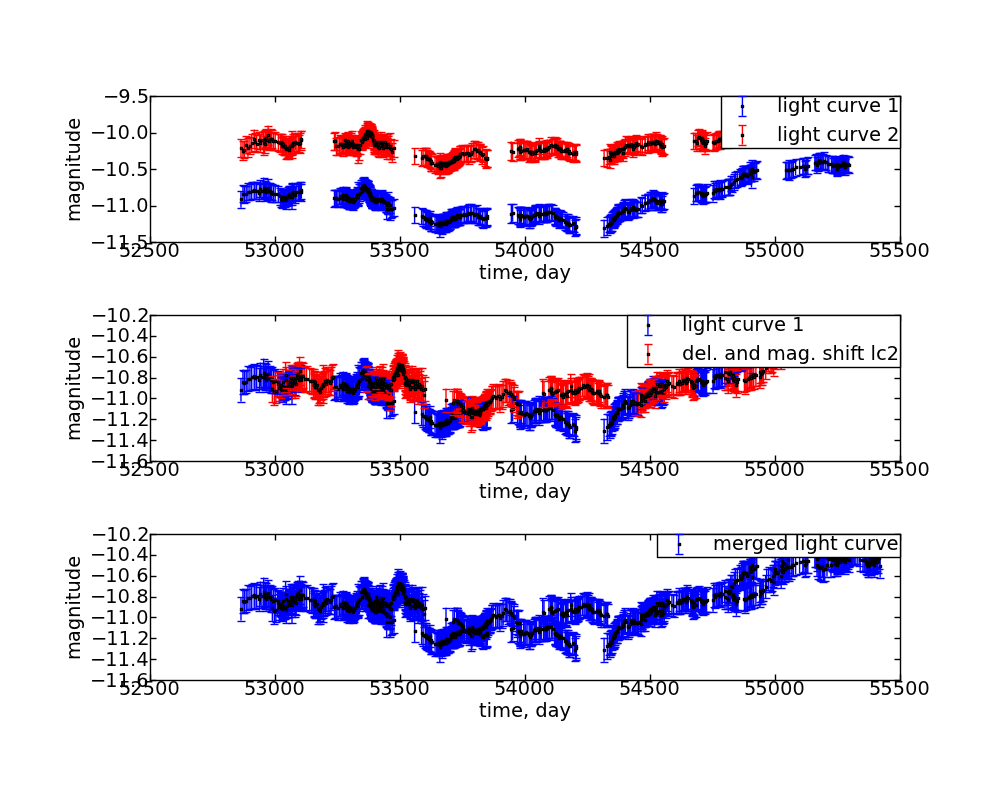 −9.5
light curve 1
−10.0
light curve 2
−10.5
magnitude
−11.0
−11.5
52500 53000 53500 54000 54500 55000 55500
time, day
−10.2
light curve 1
−10.4
del. and mag. shift lc2
−10.6
−10.8
magnitude
−11.0
−11.2
−11.4
−11.6
52500 53000 53500 54000 54500 55000 55500
time, day
−10.2
merged light curve
−10.4
−10.6
−10.8
magnitude
−11.0
−11.2
−11.4
−11.6
52500 53000 53500 54000 54500 55000 55500
time, day